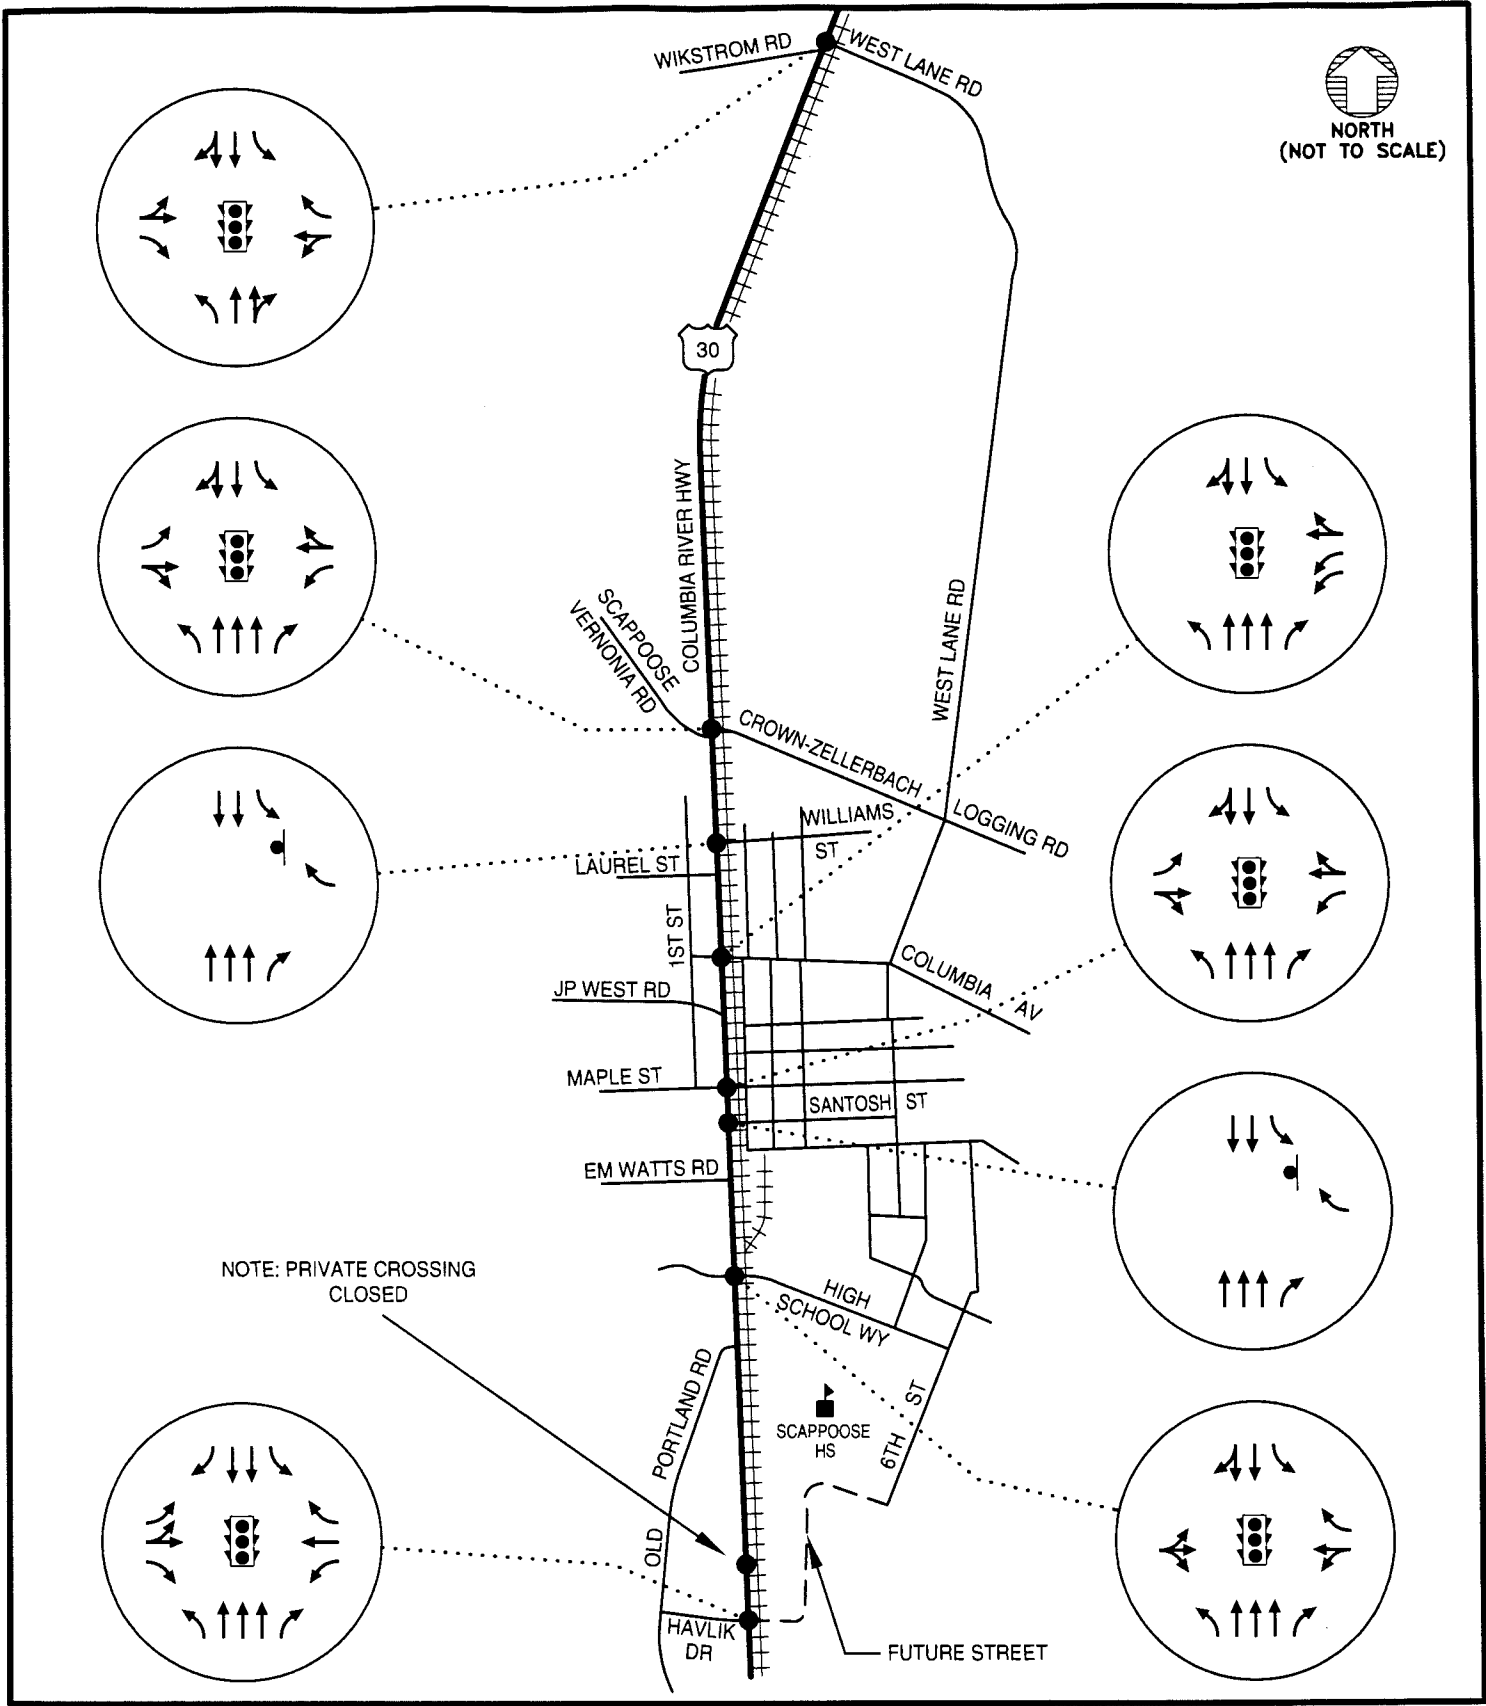 WIKSTROM RD
WEST LANE RD
NORTH
(NOT TO SCALE)
30
COLUMBIA RIVER HWY
SCAPPOOSE
VERNONIA RD
WEST LANE RD
CROWN-ZELLERBACH
LOGGING RD
WILLIAMS
ST
LAUREL ST
1ST ST
COLUMBIA
AV
JP WEST RD
MAPLE ST
SANTOSH ST
EM WATTS RD
NOTE: PRIVATE CROSSING
CLOSED
HIGH
SCHOOL WY
OLD PORTLAND RD
SCAPPOOSE
HS
6TH ST
HAVLIK
DR
FUTURE STREET